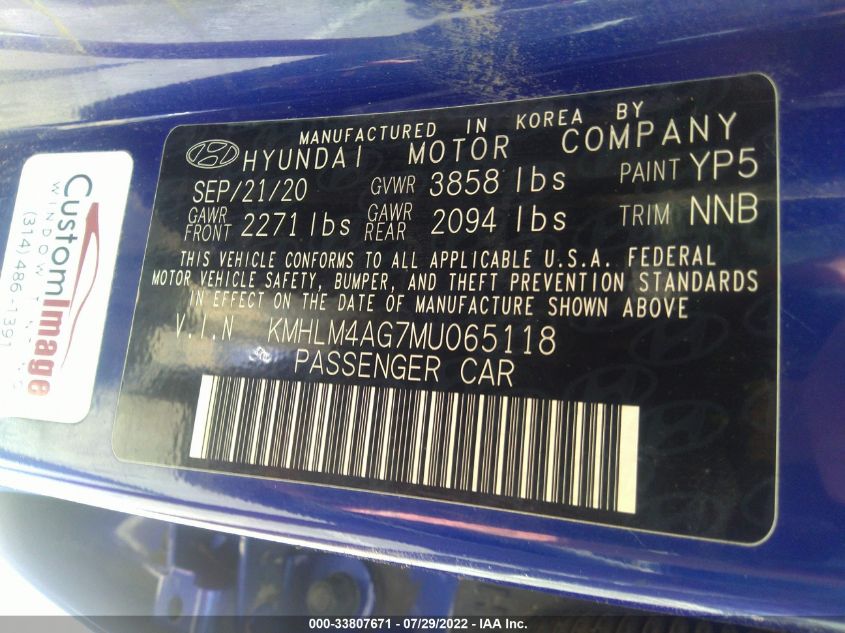 MANUFACTURED IN KOREA BY
HYUNDAI MOTOR COMPANY
SEP/21/20 GVWR 3858 lbs PAINT YP5
GAWR FRONT 2271 lbs GAWR REAR 2094 lbs TRIM NNB
THIS VEHICLE CONFORMS TO ALL APPLICABLE U.S.A. FEDERAL
MOTOR VEHICLE SAFETY, BUMPER, AND THEFT PREVENTION STANDARDS
IN EFFECT ON THE DATE OF MANUFACTURE SHOWN ABOVE
V.I.N KMHLM4AG7MU065118
PASSENGER CAR
CustomImage
WINDOW TINTING
(314)486-1391
000-33807671 / 07/29/2022 - IAA Inc.